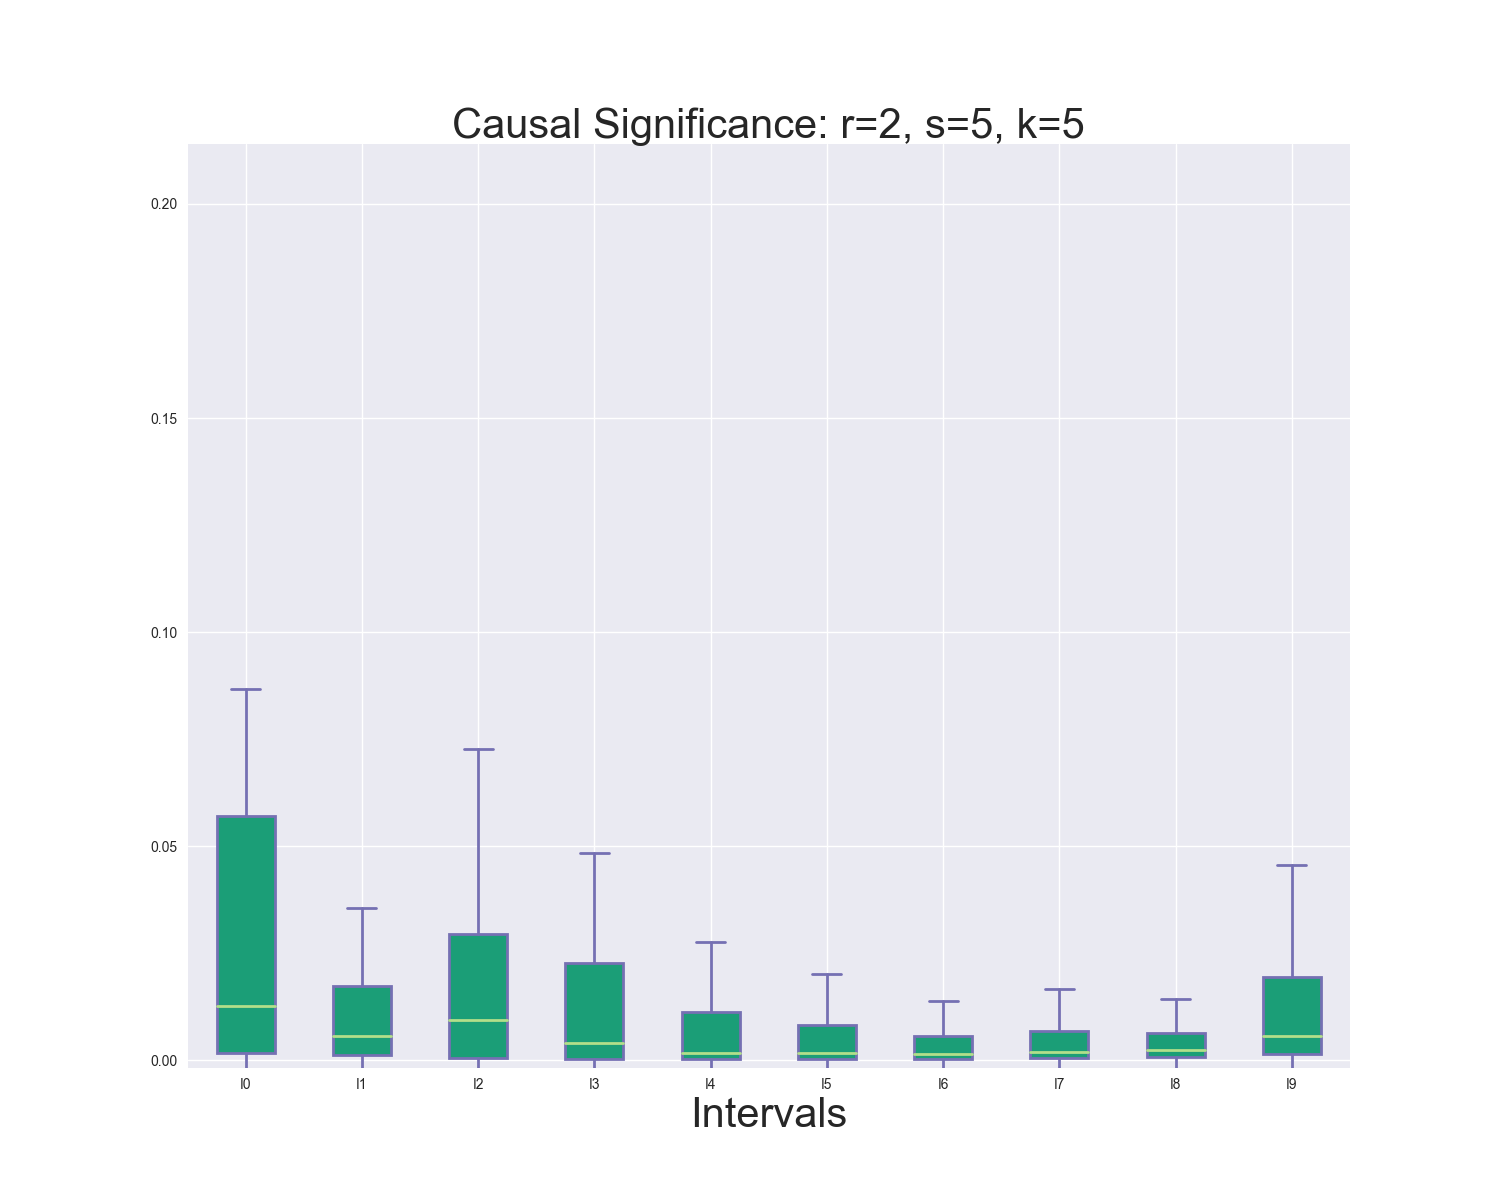 Causal Significance: r=2, s=5, k=5
0.20
0.15
0.10
0.05
0.00
I0 I1 I2 I3 I4 I5 I6 I7 I8 I9
Intervals